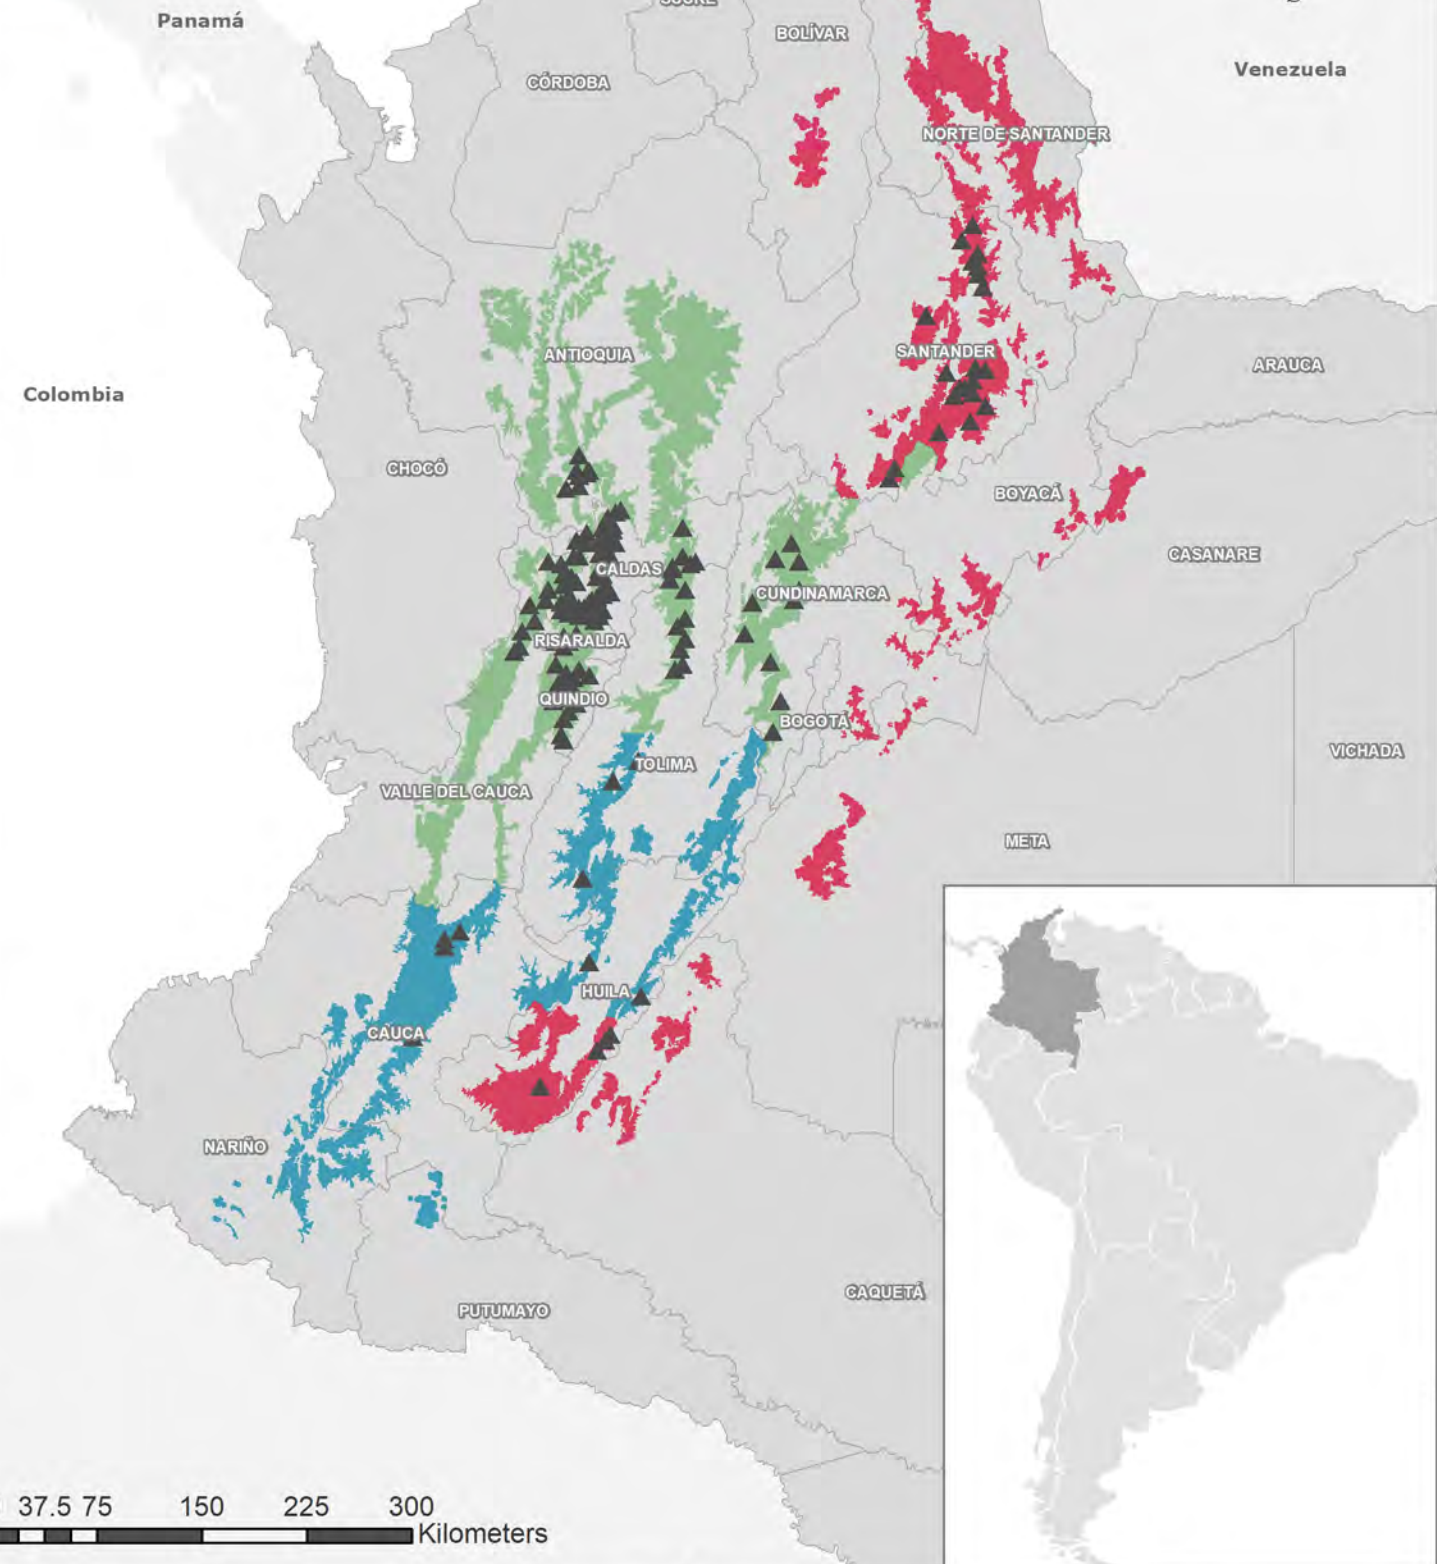 Panamá
SUCRE
BOLÍVAR
Venezuela
CÓRDOBA
NORTE DE SANTANDER
ANTIOQUIA
SANTANDER
ARAUCA
Colombia
CHOCÓ
BOYACÁ
CASANARE
CALDAS
CUNDINAMARCA
RISARALDA
QUINDIO
BOGOTÁ
VICHADA
TOLIMA
VALLE DEL CAUCA
META
HUILA
CAUCA
NARIÑO
CAQUETÁ
PUTUMAYO
37.5 75 150 225 300
Kilometers